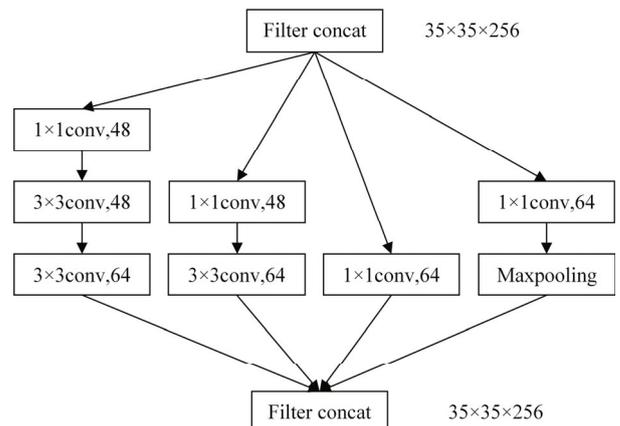 Filter concat 35×35×256
1×1conv,48
3×3conv,48 1×1conv,48 1×1conv,64
3×3conv,64 3×3conv,64 1×1conv,64 Maxpooling
Filter concat 35×35×256